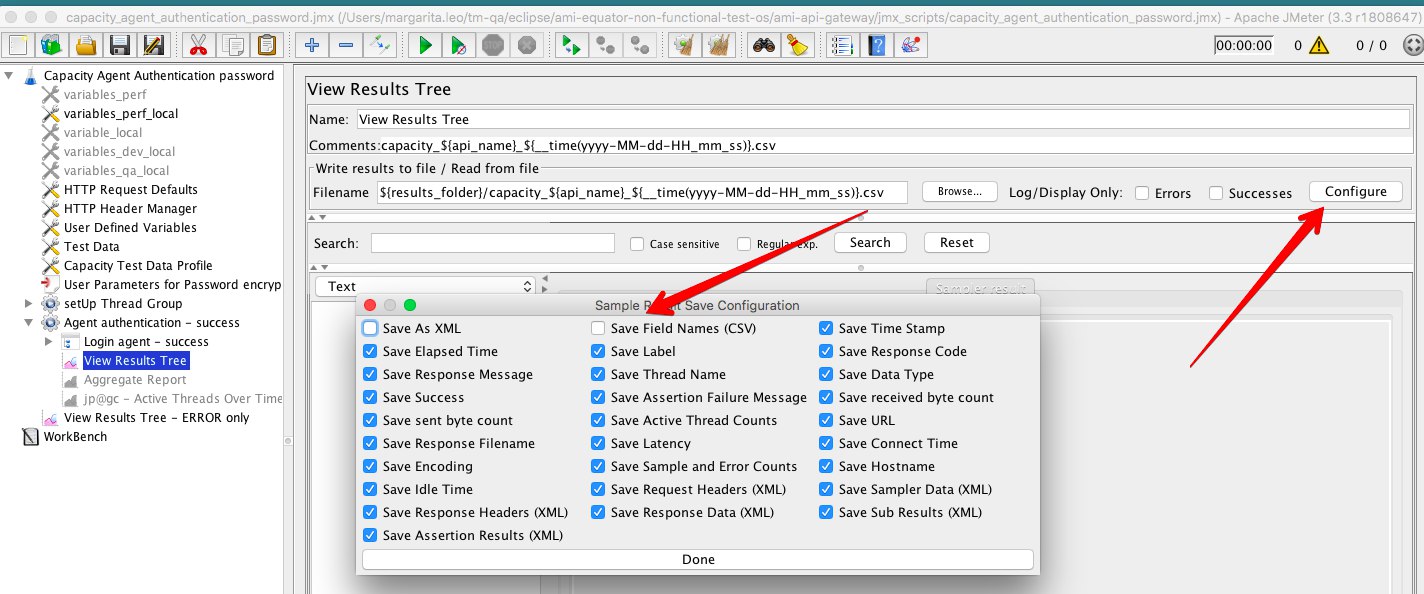 capacity_agent_authentication_password.jmx (/Users/margarita.leo/tm-qa/eclipse/ami-equator-non-functional-test-os/ami-api-gateway/jmx_scripts/capacity_agent_authentication_password.jmx) - Apache JMeter (3.3 r1808647)
00:00:00 0 0 / 0
Capacity Agent Authentication password
variables_perf
variables_perf_local
variable_local
variables_dev_local
variables_qa_local
HTTP Request Defaults
HTTP Header Manager
User Defined Variables
Test Data
Capacity Test Data Profile
User Parameters for Password encryp
setUp Thread Group
Agent authentication - success
Login agent - success
View Results Tree
Aggregate Report
jp@gc - Active Threads Over Time
View Results Tree - ERROR only
WorkBench
View Results Tree
Name: View Results Tree
Comments: capacity_${api_name}_${__time(yyyy-MM-dd-HH_mm_ss)}.csv
Write results to file / Read from file
Filename ${results_folder}/capacity_${api_name}_${__time(yyyy-MM-dd-HH_mm_ss)}.csv Browse... Log/Display Only: Errors Successes Configure
Search: Case sensitive Regular exp. Search Reset
Text
Sampler result
Sample Save Configuration
Save As XML Save Field Names (CSV) Save Time Stamp
Save Elapsed Time Save Label Save Response Code
Save Response Message Save Thread Name Save Data Type
Save Success Save Assertion Failure Message Save received byte count
Save sent byte count Save Active Thread Counts Save URL
Save Response Filename Save Latency Save Connect Time
Save Encoding Save Sample and Error Counts Save Hostname
Save Idle Time Save Request Headers (XML) Save Sampler Data (XML)
Save Response Headers (XML) Save Response Data (XML) Save Sub Results (XML)
Save Assertion Results (XML)
Done